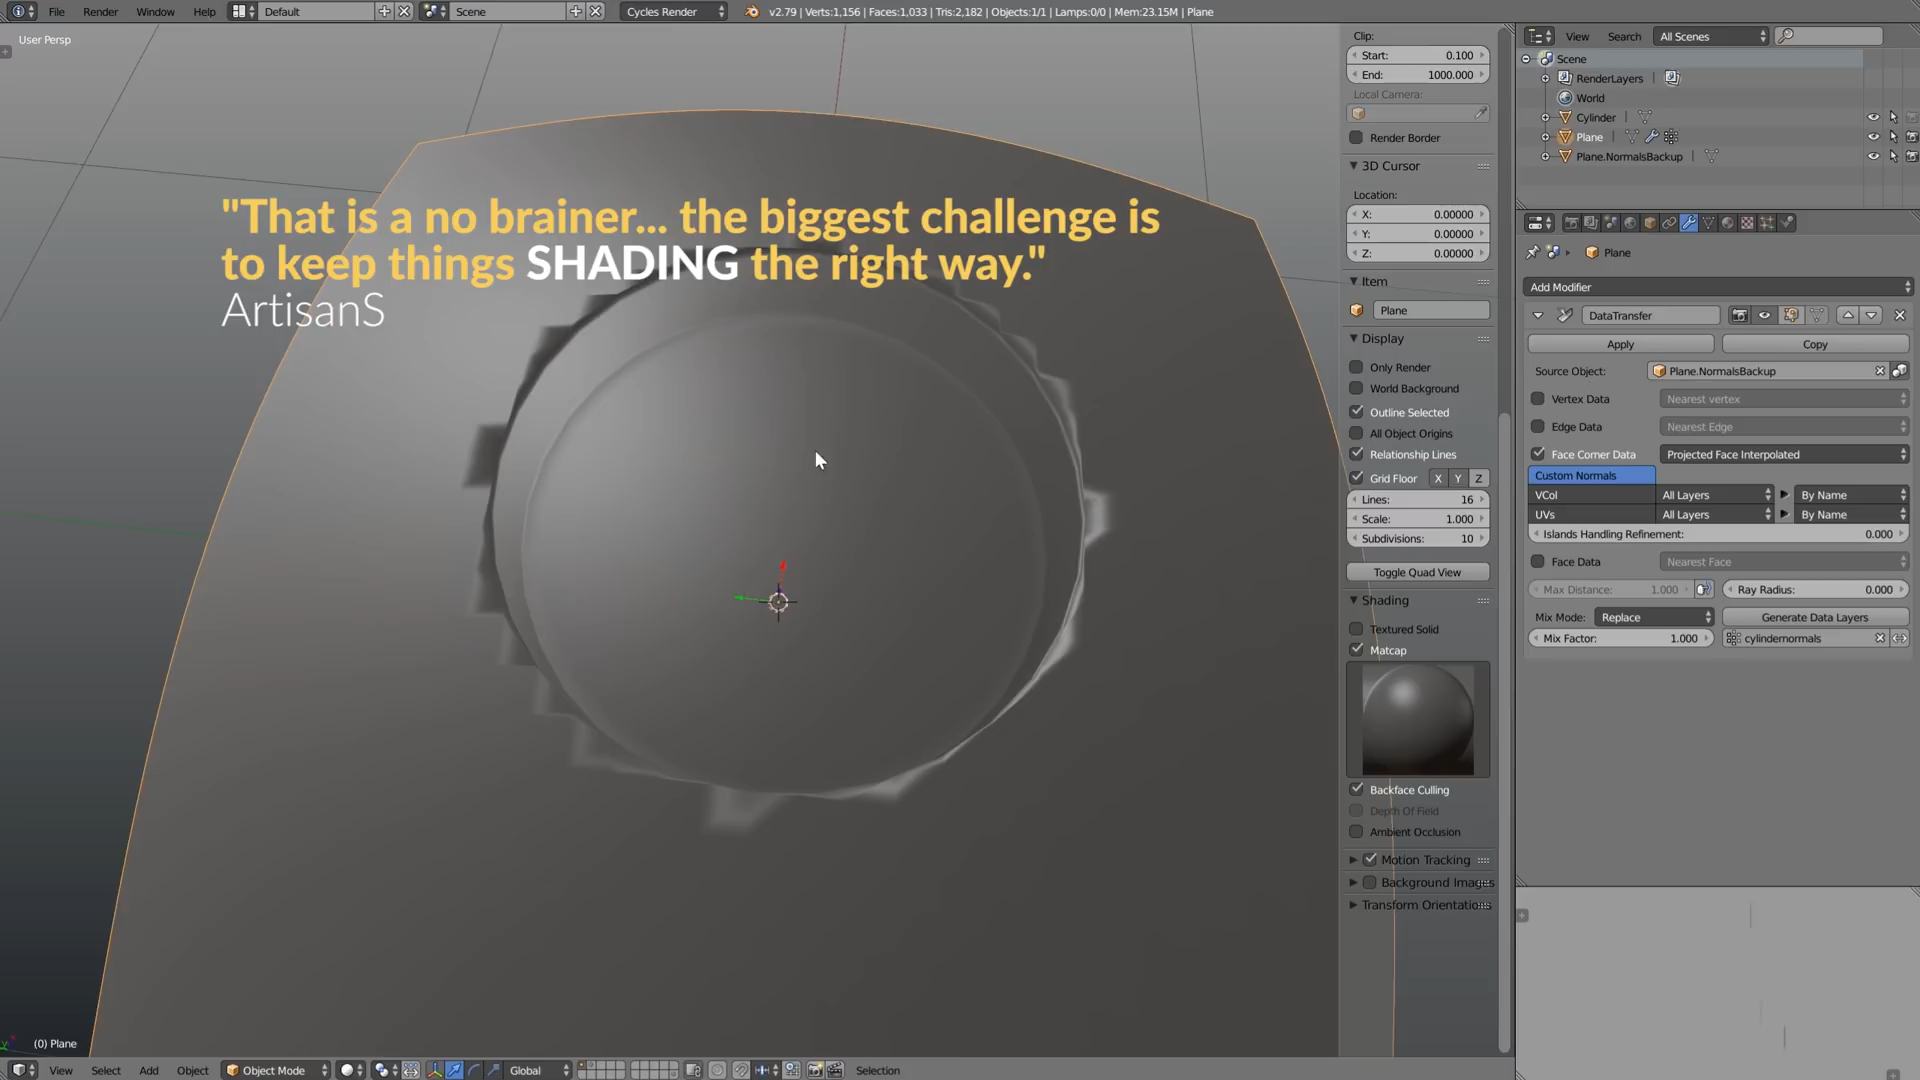 File Render Window Help Default Scene Cycles Render v2.79 | Verts:1,156 | Faces:1,033 | Tris:2,182 | Objects:1/1 | Lamps:0/0 | Mem:23.15M | Plane
User Persp
"That is a no brainer... the biggest challenge is
to keep things SHADING the right way."
ArtisanS
(0) Plane
View Select Add Object Object Mode Global Selection
Clip:
Start: 0.100
End: 1000.000
Local Camera:
Render Border
3D Cursor
Location:
X: 0.00000
Y: 0.00000
Z: 0.00000
Item
Plane
Display
Only Render
World Background
Outline Selected
All Object Origins
Relationship Lines
Grid Floor X Y Z
Lines: 16
Scale: 1.000
Subdivisions: 10
Toggle Quad View
Shading
Textured Solid
Matcap
Backface Culling
Depth Of Field
Ambient Occlusion
Motion Tracking
Background Images
Transform Orientations
View Search All Scenes
Scene
RenderLayers
World
Cylinder
Plane
Plane.NormalsBackup
Plane
Add Modifier
DataTransfer
Apply Copy
Source Object: Plane.NormalsBackup
Vertex Data Nearest vertex
Edge Data Nearest Edge
Face Corner Data Projected Face Interpolated
Custom Normals
VCol All Layers By Name
UVs All Layers By Name
Islands Handling Refinement: 0.000
Face Data Nearest Face
Max Distance: 1.000 Ray Radius: 0.000
Mix Mode: Replace Generate Data Layers
Mix Factor: 1.000 cylindernormals